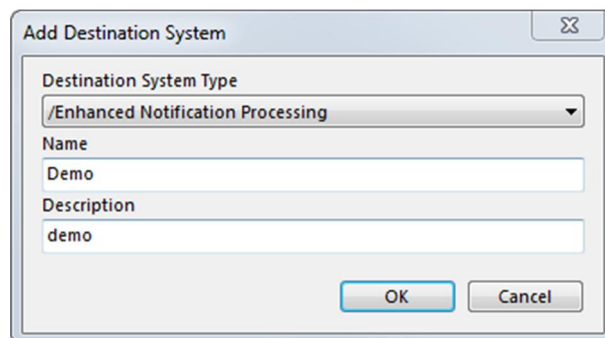 Add Destination System
Destination System Type
/Enhanced Notification Processing
Name
Demo
Description
demo
OK Cancel